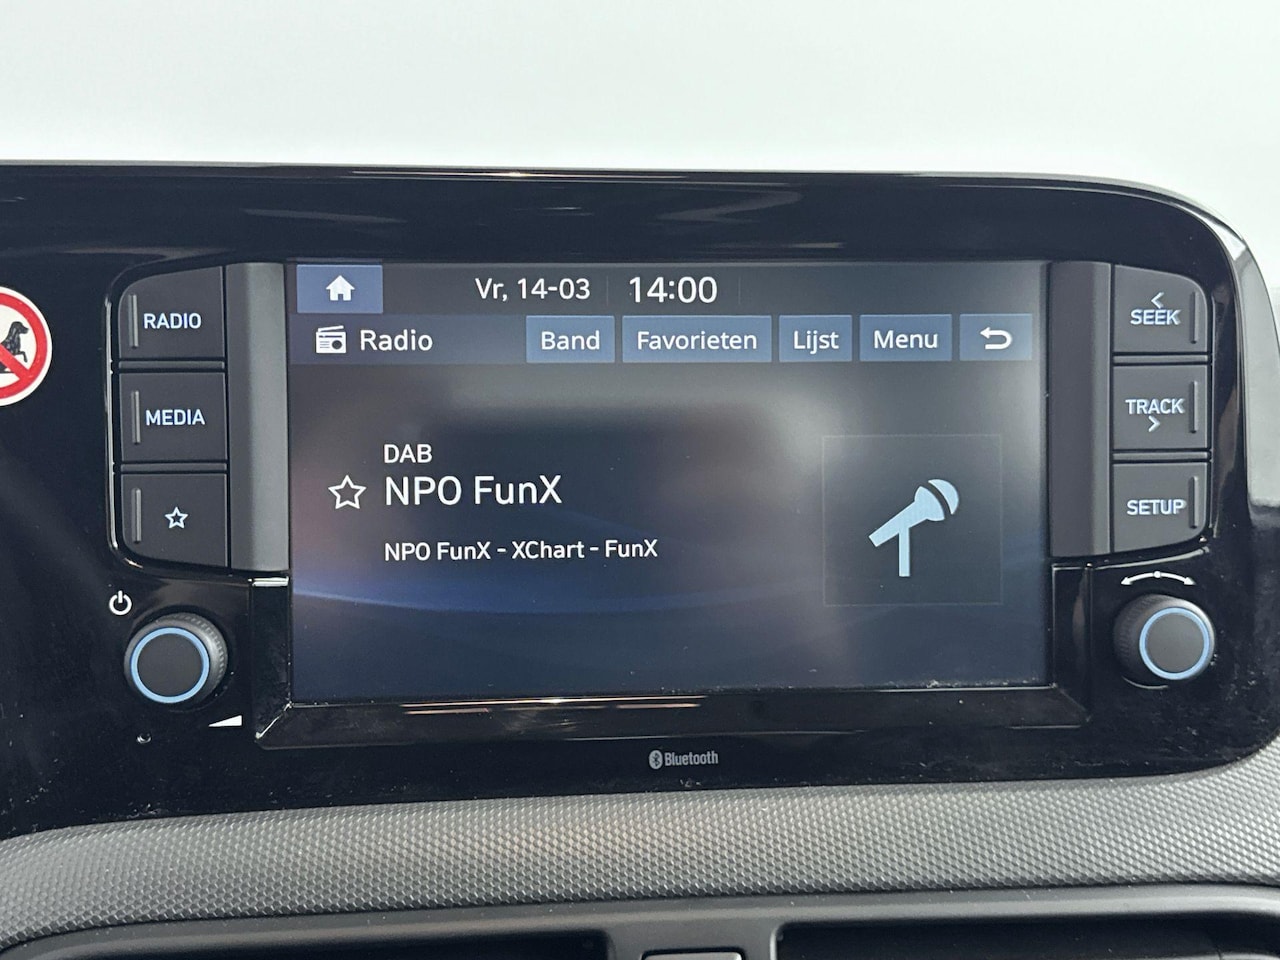 Vr, 14-03 14:00
Radio Band Favorieten Lijst Menu
DAB
NPO FunX
NPO FunX - XChart - FunX
RADIO
MEDIA
SEEK
TRACK
SETUP
Bluetooth